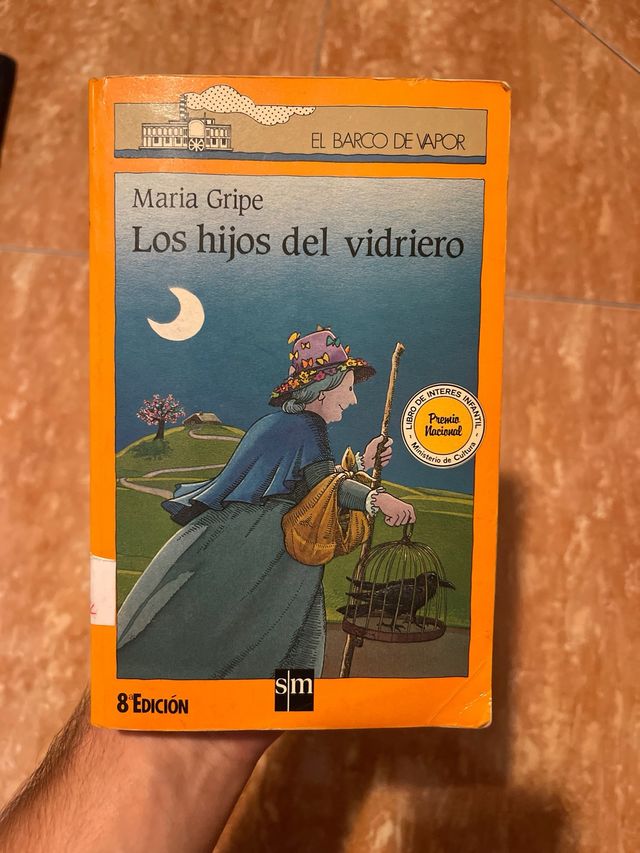 EL BARCO DE VAPOR
Maria Gripe
Los hijos del vidriero
LIBRO DE INTERES INFANTIL
Premio
Nacional
- Ministerio de Cultura -
8ª EDICIÓN
sm